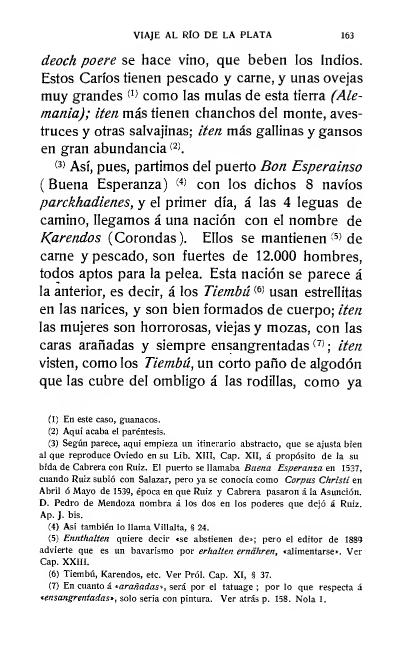 VIAJE AL RÍO DE LA PLATA 163
deoch poere se hace vino, que beben los Indios.
Estos Caríos tienen pescado y carne, y unas ovejas
muy grandes (1) como las mulas de esta tierra (Ale-
mania); iten más tienen chanchos del monte, aves-
truces y otras salvajinas; iten más gallinas y gansos
en gran abundancia (2).
(3) Así, pues, partimos del puerto Bon Esperainso
( Buena Esperanza) (4) con los dichos 8 navíos
parckhadienes, y el primer día, á las 4 leguas de
camino, llegamos á una nación con el nombre de
Karendos (Corondas). Ellos se mantienen (5) de
carne y pescado, son fuertes de 12.000 hombres,
todos aptos para la pelea. Esta nación se parece á
la anterior, es decir, á los Tiembú (6) usan estrellitas
en las narices, y son bien formados de cuerpo; iten
las mujeres son horrorosas, viejas y mozas, con las
caras arañadas y siempre ensangrentadas (7); iten
visten, como los Tiembú, un corto paño de algodón
que las cubre del ombligo á las rodillas, como ya
(1) En este caso, guanacos.
(2) Aquí acaba el paréntesis.
(3) Según parece, aquí empieza un itinerario abstracto, que se ajusta bien
al que reproduce Oviedo en su Lib. XIII, Cap. XII, á propósito de la su
bída de Cabrera con Ruiz. El puerto se llamaba Buena Esperanza en 1537,
cuando Ruiz subió con Salazar, pero ya se conocía como Corpus Christi en
Abril ó Mayo de 1539, época en que Ruiz y Cabrera pasaron á la Asunción.
D. Pedro de Mendoza nombra á los dos en los poderes que dejó á Ruiz.
Ap. J. bis.
(4) Así también lo llama Villalta, § 24.
(5) Ennthalten quiere decir «se abstienen de»; pero el editor de 1889
advierte que es un bavarismo por erhalten ernähren, «alimentarse». Ver
Cap. XXIII.
(6) Tiembú, Karendos, etc. Ver Pról. Cap. XI, § 37.
(7) En cuanto á «arañadas», será por el tatuage ; por lo que respecta á
«ensangrentadas», solo sería con pintura. Ver atrás p. 158. Nola 1.